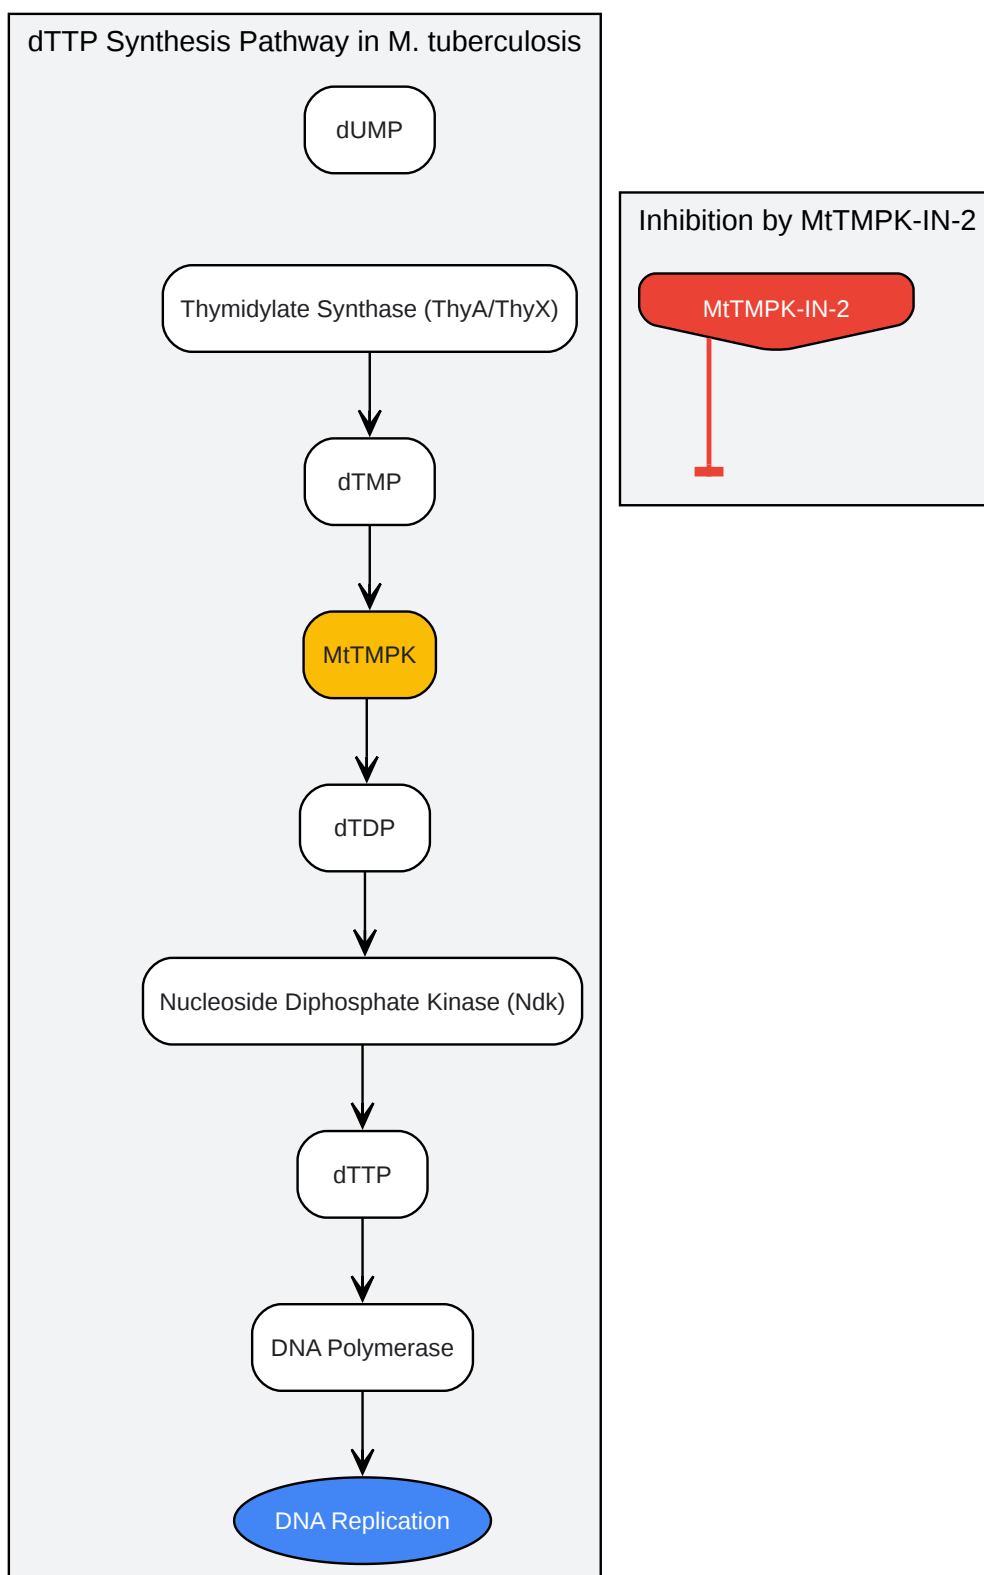 dTTP Synthesis Pathway in M. tuberculosis
dUMP
Thymidylate Synthase (ThyA/ThyX)
dTMP
MtTMPK
dTDP
Nucleoside Diphosphate Kinase (Ndk)
dTTP
DNA Polymerase
DNA Replication
Inhibition by MtTMPK-IN-2
MtTMPK-IN-2